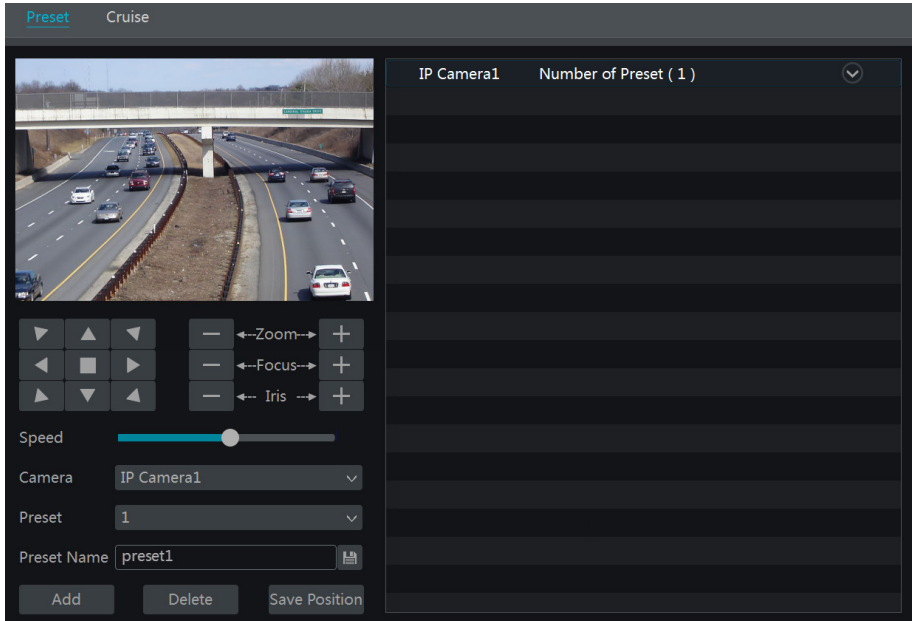 Preset Cruise
IP Camera1 Number of Preset ( 1 )
Zoom
Focus
Iris
Speed
Camera IP Camera1
Preset 1
Preset Name preset1
Add Delete Save Position